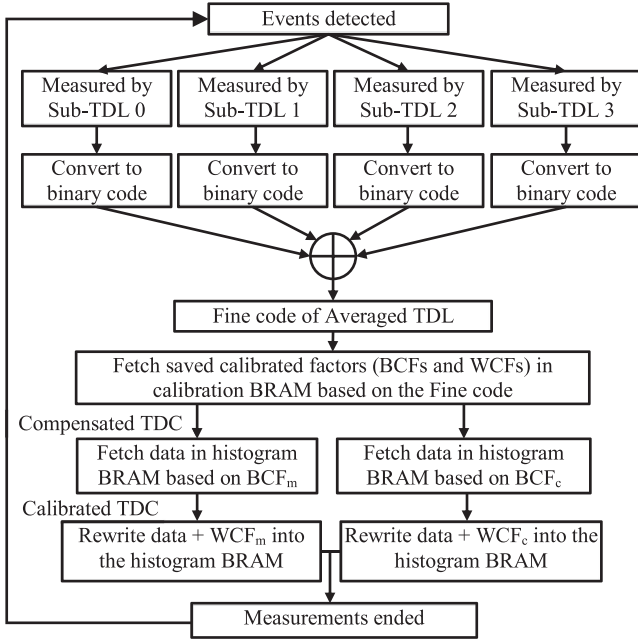 Events detected
Measured by
Sub-TDL 0
Measured by
Sub-TDL 1
Measured by
Sub-TDL 2
Measured by
Sub-TDL 3
Convert to
binary code
Convert to
binary code
Convert to
binary code
Convert to
binary code
Fine code of Averaged TDL
Fetch saved calibrated factors (BCFs and WCFs) in
calibration BRAM based on the Fine code
Compensated TDC
Fetch data in histogram
BRAM based on BCFm
Fetch data in histogram
BRAM based on BCFc
Calibrated TDC
Rewrite data + WCFm into
the histogram BRAM
Rewrite data + WCFc into the
histogram BRAM
Measurements ended